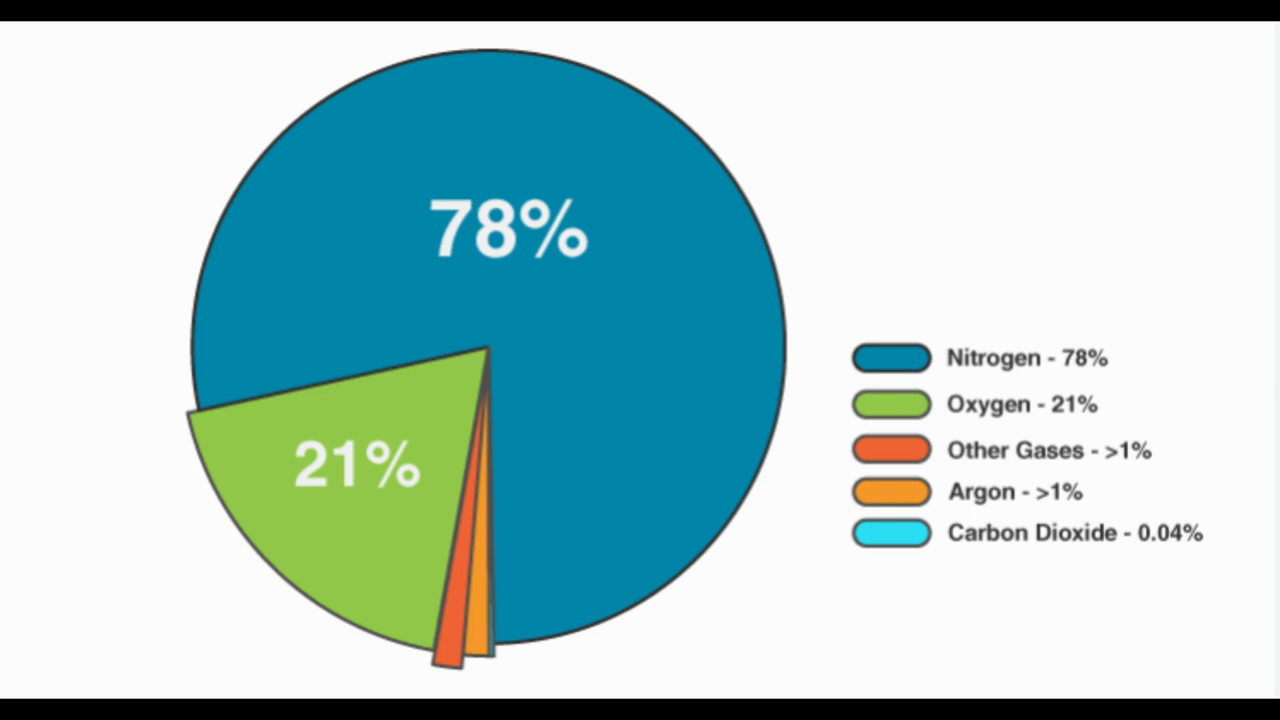 78%
21%
Nitrogen - 78%
Oxygen - 21%
Other Gases - >1%
Argon - >1%
Carbon Dioxide - 0.04%